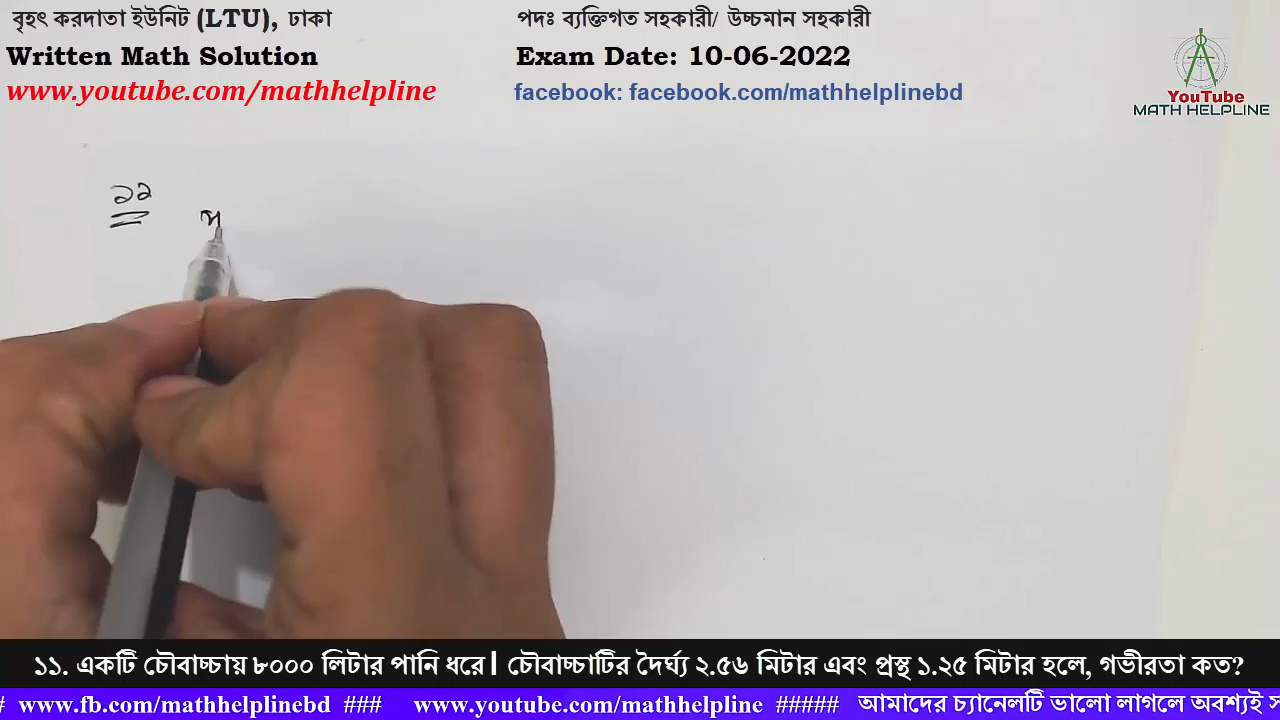 বৃহৎ করদাতা ইউনিট (LTU), ঢাকা
পদঃ ব্যক্তিগত সহকারী/ উচ্চমান সহকারী
Written Math Solution
Exam Date: 10-06-2022
www.youtube.com/mathhelpline
facebook: facebook.com/mathhelplinebd
YouTube
MATH HELPLINE
১১
১১. একটি চৌবাচ্চায় ৮০০০ লিটার পানি ধরে। চৌবাচ্চাটির দৈর্ঘ্য ২.৫৬ মিটার এবং প্রস্থ ১.২৫ মিটার হলে, গভীরতা কত?
# www.fb.com/mathhelplinebd ### www.youtube.com/mathhelpline ##### আমাদের চ্যানেলটি ভালো লাগলে অবশ্যই